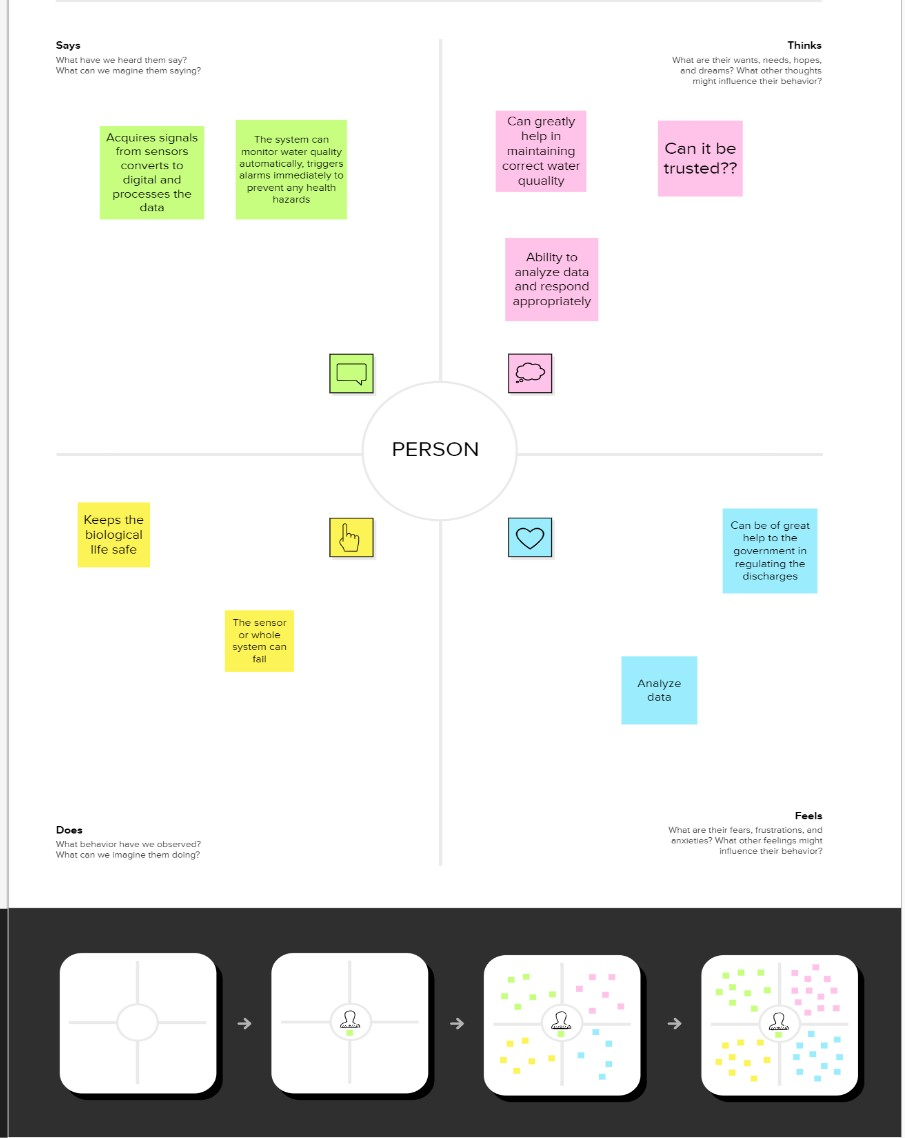 Says
What have we heard them say?
What can we magine them saying?
Thinks
What are their wants, needs, hopes,
and dreams? What other thoughts
might influence their behavior?
Acquires signals
from sensors
converts to
digital and
processes the
data
The system can
monitor water quality
automatically, triggers
alarms immediately to
prevent any health
hazards
Can greatly
help in
maintaining
correct water
quuality
Can it be
trusted??
Ability to
analyze data
and respond
appropriately
PERSON
Keeps the
biological
life safe
The sensor
or whole
system can
fail
Can be of great
help to the
government in
regulating the
discharges
Analyze
data
Does
What behavior have we observed?
What can we imagine them doing?
Feels
What are their fears, frustrations, and
anxieties? What other feelings might
influence their behavior?